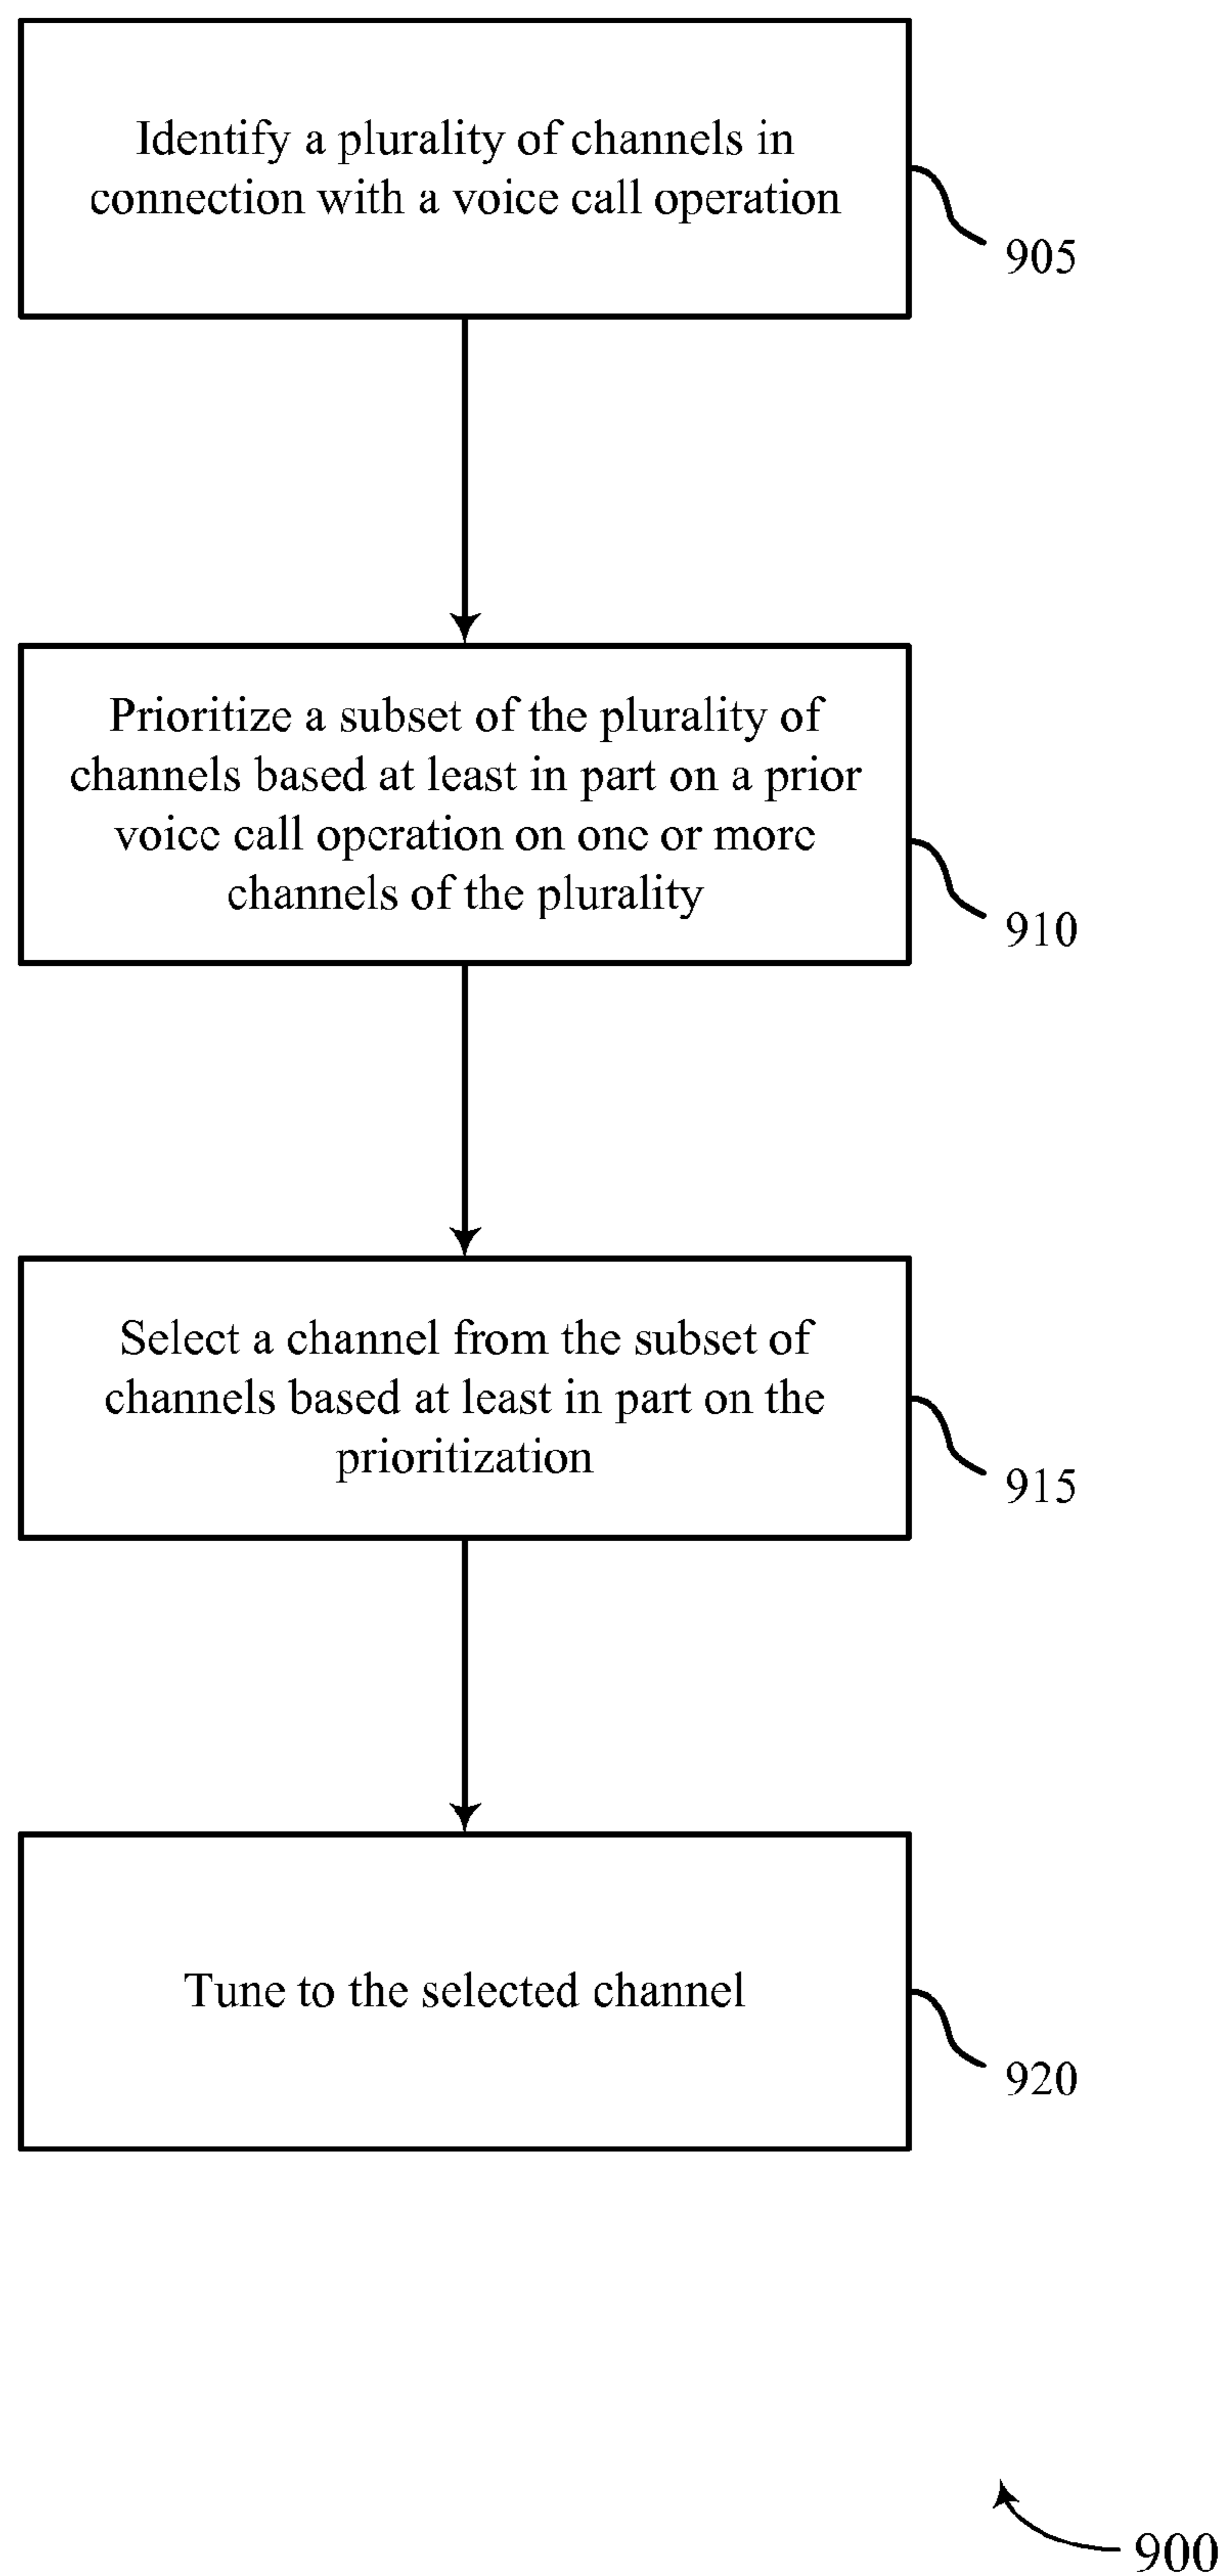 Identify a plurality of channels in
connection with a voice call operation
905
Prioritize a subset of the plurality of
channels based at least in part on a prior
voice call operation on one or more
channels of the plurality
910
Select a channel from the subset of
channels based at least in part on the
prioritization
915
Tune to the selected channel
920
900